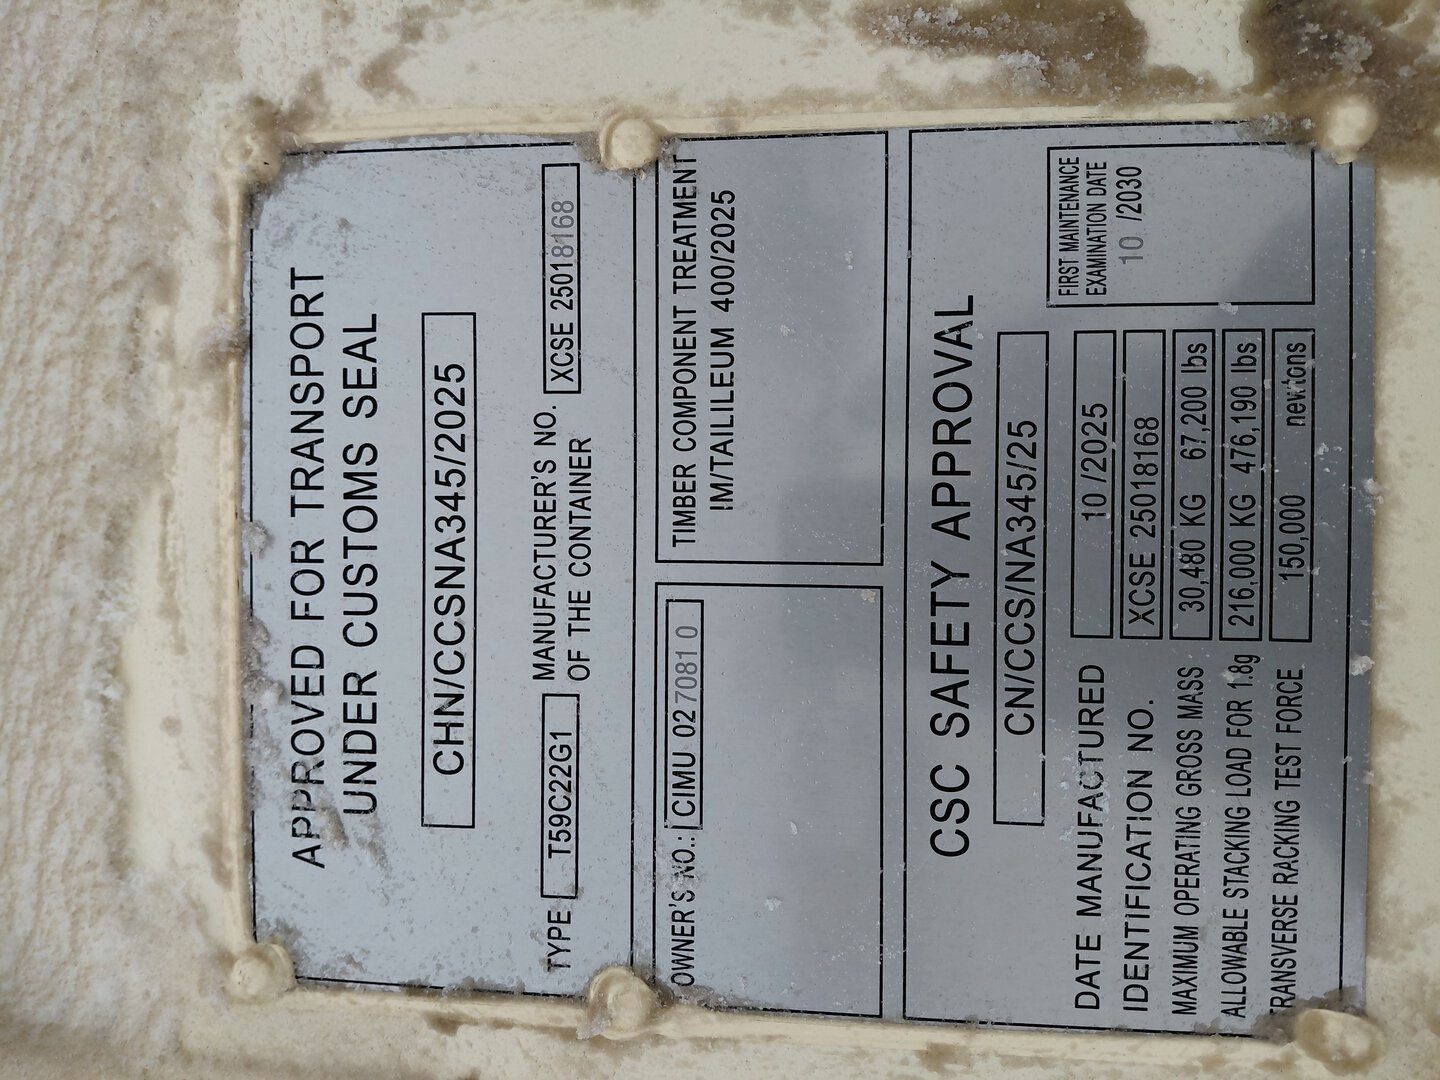 APPROVED FOR TRANSPORT
UNDER CUSTOMS SEAL
CHN/CCSNA345/2025
TYPE T59C22G1 MANUFACTURER'S NO. OF THE CONTAINER XCSE 25018168
OWNER'S NO.: CIMU 027081 0
TIMBER COMPONENT TREATMENT
IM/TAILILEUM 400/2025
CSC SAFETY APPROVAL
CN/CCS/NA345/25
DATE MANUFACTURED 10 /2025
IDENTIFICATION NO. XCSE 25018168
MAXIMUM OPERATING GROSS MASS 30,480 KG 67,200 lbs
ALLOWABLE STACKING LOAD FOR 1.8g 216,000 KG 476,190 lbs
TRANSVERSE RACKING TEST FORCE 150,000 newtons
FIRST MAINTENANCE
EXAMINATION DATE
10 /2030